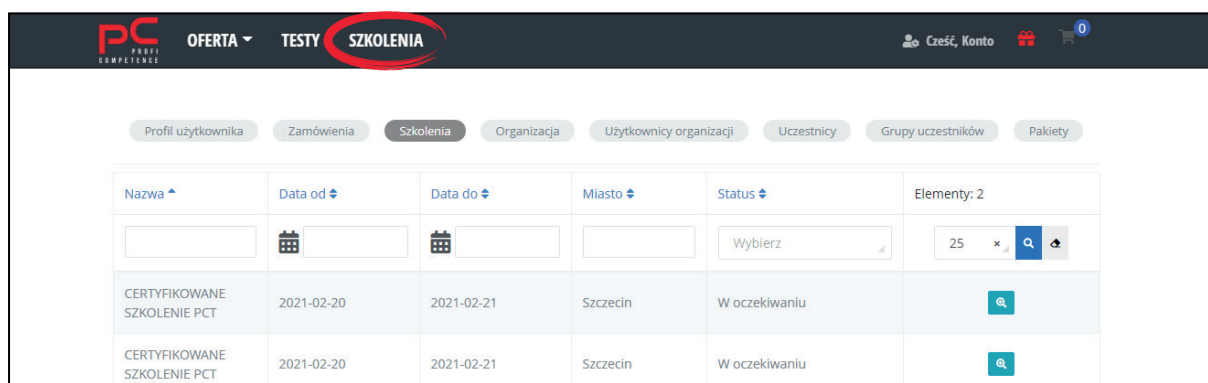 PC
PROFI
COMPETENCE
OFERTA TESTY SZKOLENIA Cześć, Konto 0
Profil użytkownika Zamówienia Szkolenia Organizacja Użytkownicy organizacji Uczestnicy Grupy uczestników Pakiety
Nazwa Data od Data do Miasto Status Elementy: 2
Wybierz 25 ×
CERTYFIKOWANE
SZKOLENIE PCT 2021-02-20 2021-02-21 Szczecin W oczekiwaniu
CERTYFIKOWANE
SZKOLENIE PCT 2021-02-20 2021-02-21 Szczecin W oczekiwaniu